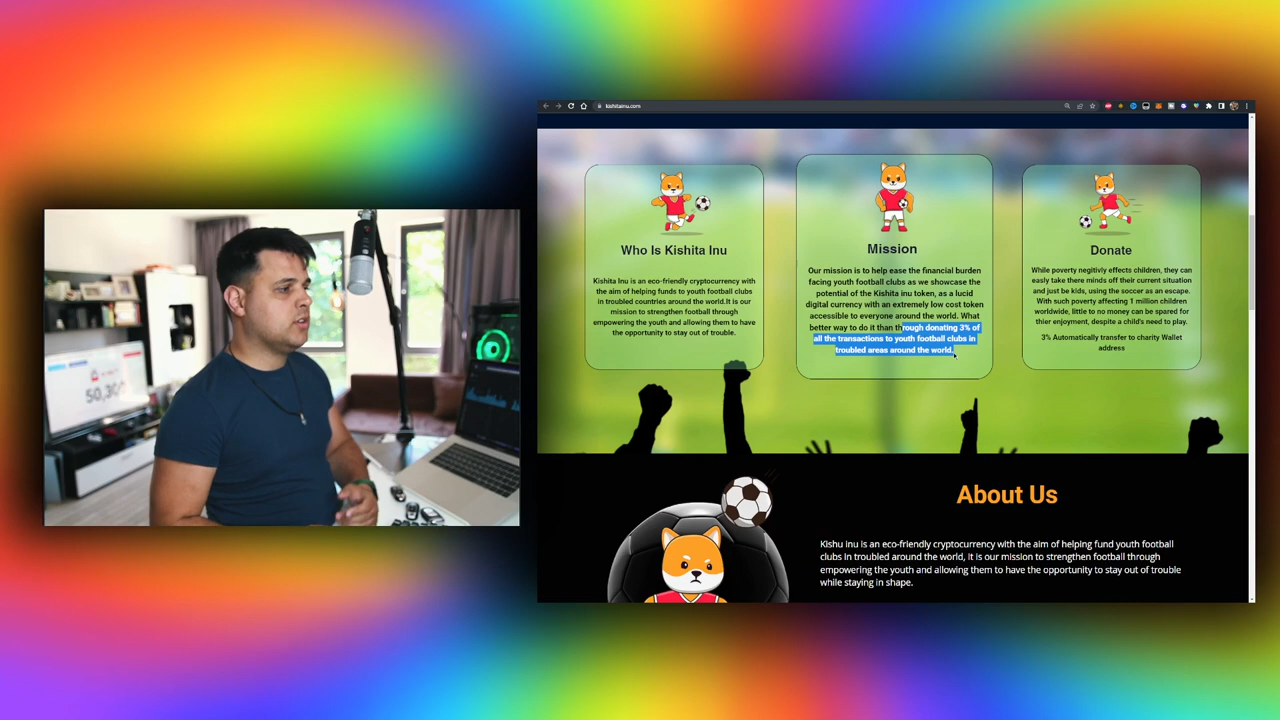 kishitainu.com
50,300
Who Is Kishita Inu
Kishita Inu is an eco-friendly cryptocurrency with
the aim of helping funds to youth football clubs
in troubled countries around the world.It is our
mission to strengthen football through
empowering the youth and allowing them to have
the opportunity to stay out of trouble.
Mission
Our mission is to help ease the financial burden
facing youth football clubs as we showcase the
potential of the Kishita inu token, as a lucid
digital currency with an extremely low cost token
accessible to everyone around the world. What
better way to do it than through donating 3% of
all the transactions to youth football clubs in
troubled areas around the world.
Donate
While poverty negitivly effects children, they can
easily take there minds off their current situation
and just be kids, using the soccer as an escape.
With such poverty affecting 1 million children
worldwide, little to no money can be spared for
thier enjoyment, despite a child's need to play.
3% Automatically transfer to charity Wallet
address
About Us
Kishu inu is an eco-friendly cryptocurrency with the aim of helping fund youth football
clubs in troubled around the world, it is our mission to strengthen football through
empowering the youth and allowing them to have the opportunity to stay out of trouble
while staying in shape.